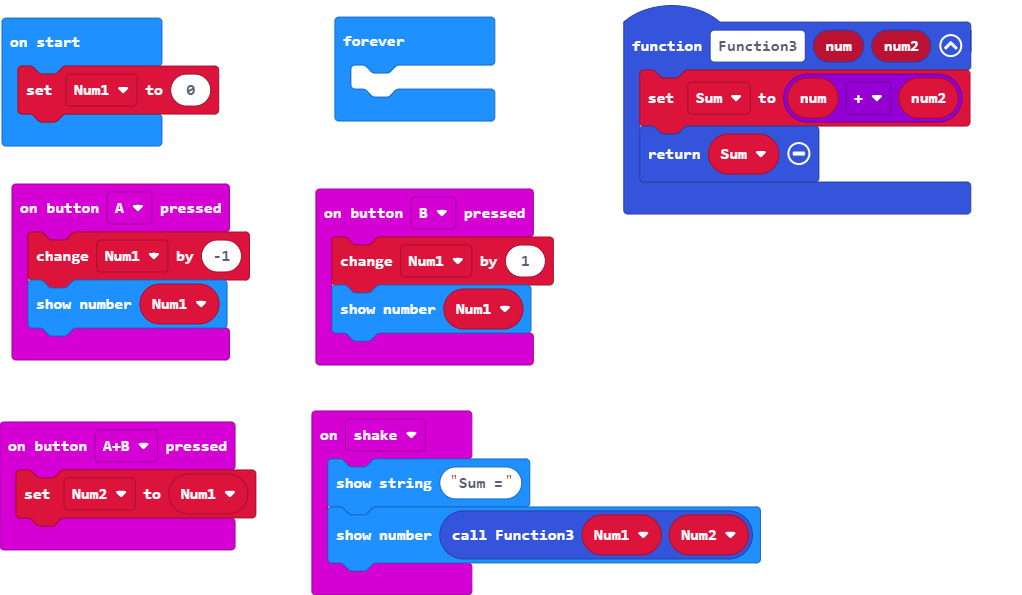 on start
set Num1 to 0
forever
function Function3 num num2
set Sum to num + num2
return Sum
on button A pressed
change Num1 by -1
show number Num1
on button B pressed
change Num1 by 1
show number Num1
on button A+B pressed
set Num2 to Num1
on shake
show string "Sum ="
show number call Function3 Num1 Num2